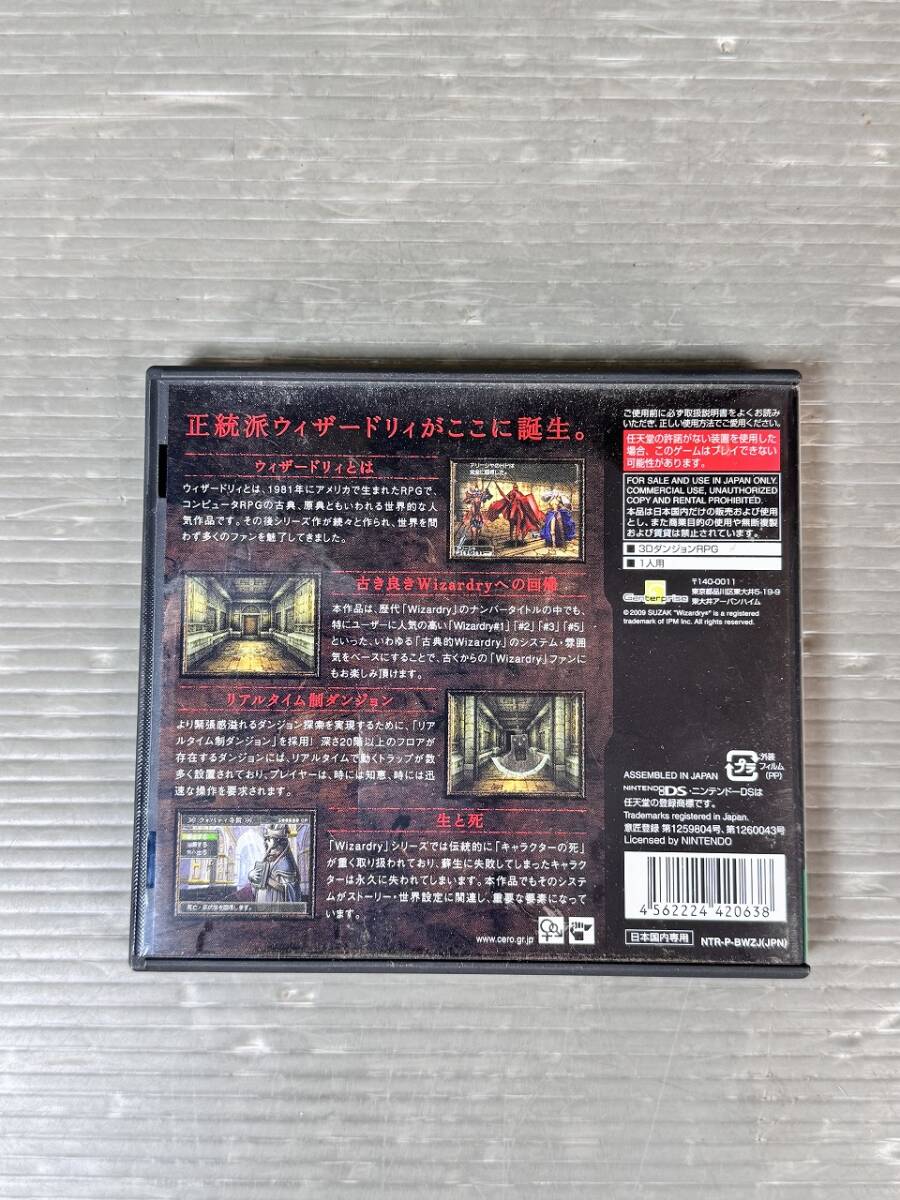 正統派ウィザードリィがここに誕生。
ウィザードリィとは
ウィザードリィとは、1981年にアメリカで生まれたRPGで、
コンピュータRPGの古典、原典ともいわれる世界的な人
気作品です。その後シリーズ作が続々と作られ、世界を問
わず多くのファンを魅了してきました。
古き良きWizardryへの回帰
本作品は、歴代「Wizardry」のナンバータイトルの中でも、
特にユーザーに人気の高い「Wizardry#1」「#2」「#3」「#5」
といった、いわゆる「古典的Wizardry」のシステム・雰囲
気をベースにすることで、古くからの「Wizardry」ファンに
もお楽しみ頂けます。
リアルタイム制ダンジョン
より緊張感溢れるダンジョン探索を実現するために、「リア
ルタイム制ダンジョン」を採用！深さ20階以上のフロアが
存在するダンジョンには、リアルタイムで動くトラップが数
多く設置されており、プレイヤーは、時には知恵、時には迅
速な操作を要求されます。
生と死
「Wizardry」シリーズでは伝統的に「キャラクターの死」
が重く取り扱われており、蘇生に失敗してしまったキャラク
ターは永久に失われてしまいます。本作品でもそのシステ
ムがストーリー・世界設定に関連し、重要な要素になって
います。
www.cero.gr.jp
ご使用前に必ず取扱説明書をよくお読み
いただき、正しい使用方法でご愛用ください。
任天堂の許諾がない装置を使用した
場合、このゲームはプレイできない
可能性があります。
FOR SALE AND USE IN JAPAN ONLY.
COMMERCIAL USE, UNAUTHORIZED
COPY AND RENTAL PROHIBITED.
本品は日本国内だけの販売および使用
とし、また商業目的の使用や無断複製
および賃貸は禁止されています。
■3DダンジョンRPG
■1人用
Genterprise
〒140-0011
東京都品川区東大井5-19-9
東大井アーバンハイム
© 2009 SUZAK "Wizardry®" is a registered
trademark of IPM Inc. All rights reserved.
ASSEMBLED IN JAPAN
プラ
外装
フィルム
(PP)
NINTENDO DS・ニンテンドーDSは
任天堂の登録商標です。
Trademarks registered in Japan.
意匠登録 第1259804号、第1260043号
Licensed by NINTENDO
4 562224 420638
日本国内専用
NTR-P-BWZJ(JPN)